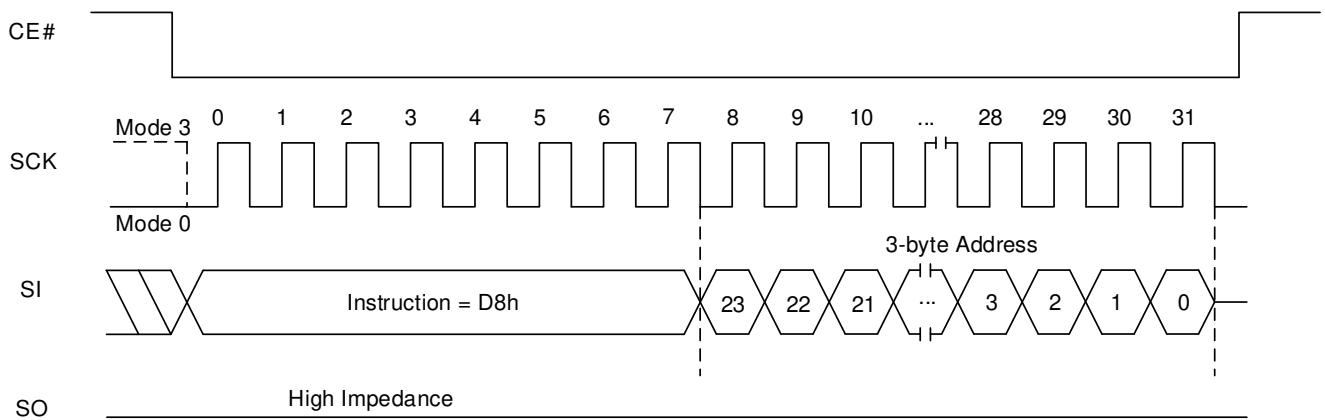 CE#
Mode 3
0 1 2 3 4 5 6 7 8 9 10 ... 28 29 30 31
SCK
Mode 0
3-byte Address
SI
Instruction = D8h
23 22 21 ... 3 2 1 0
High Impedance
SO